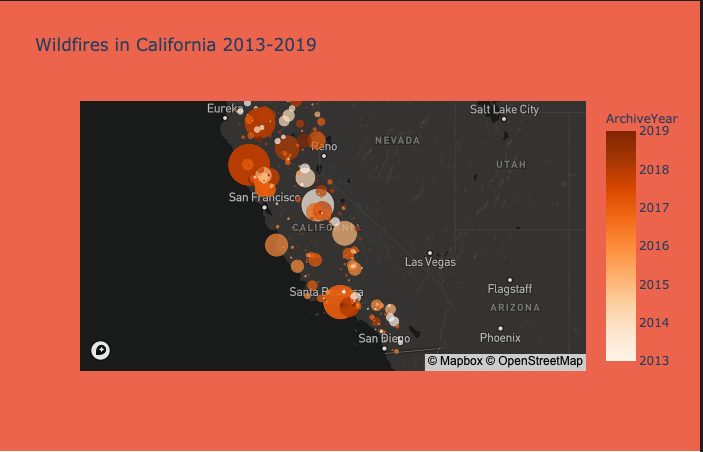 Wildfires in California 2013-2019
Eureka
Salt Lake City
Reno
NEVADA
UTAH
San Francisco
CALIFORNIA
Las Vegas
Santa Barbara
Flagstaff
ARIZONA
San Diego
Phoenix
© Mapbox © OpenStreetMap
ArchiveYear
2019
2018
2017
2016
2015
2014
2013